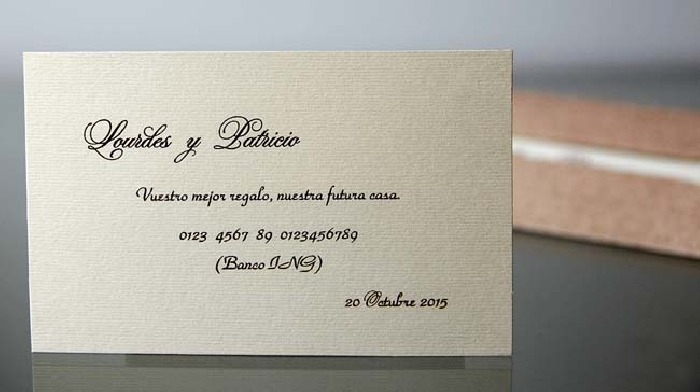 Lourdes y Patricio
Vuestro mejor regalo, nuestra futura casa.
0123 4567 89 0123456789
(Banco ING)
20 Octubre 2015